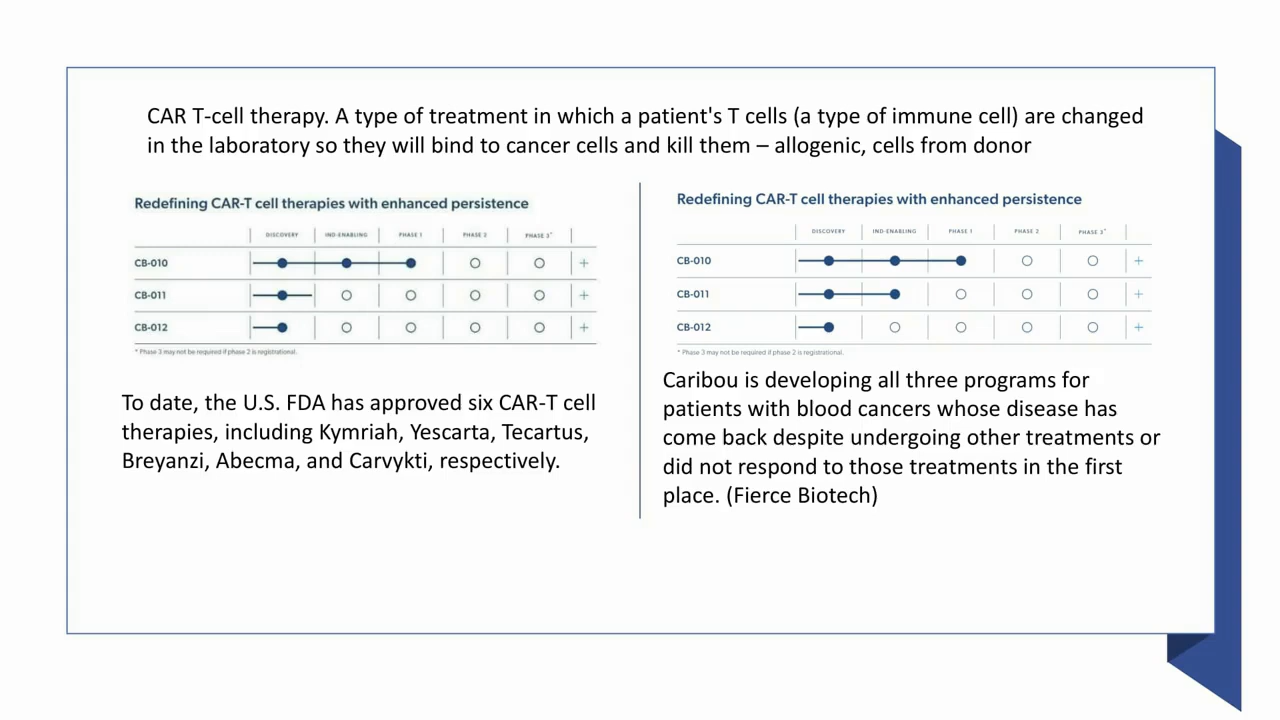 CAR T-cell therapy. A type of treatment in which a patient's T cells (a type of immune cell) are changed
in the laboratory so they will bind to cancer cells and kill them – allogenic, cells from donor
Redefining CAR-T cell therapies with enhanced persistence
DISCOVERY IND-ENABLING PHASE 1 PHASE 2 PHASE 3*
CB-010 +
CB-011 +
CB-012 +
* Phase 3 may not be required if phase 2 is registrational.
To date, the U.S. FDA has approved six CAR-T cell
therapies, including Kymriah, Yescarta, Tecartus,
Breyanzi, Abecma, and Carvykti, respectively.
Redefining CAR-T cell therapies with enhanced persistence
DISCOVERY IND-ENABLING PHASE 1 PHASE 2 PHASE 3*
CB-010 +
CB-011 +
CB-012 +
* Phase 3 may not be required if phase 2 is registrational.
Caribou is developing all three programs for
patients with blood cancers whose disease has
come back despite undergoing other treatments or
did not respond to those treatments in the first
place. (Fierce Biotech)